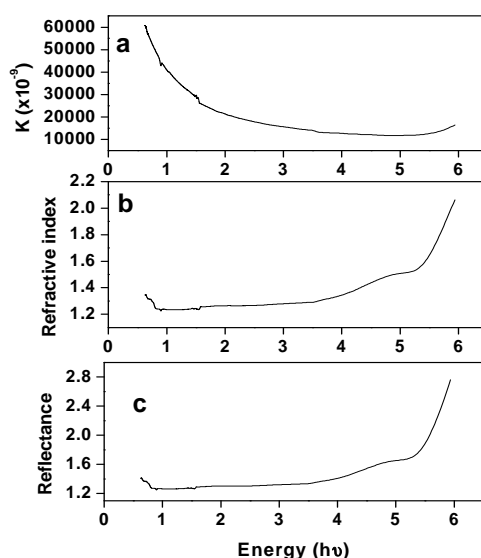 a
K (x10⁻⁹)
60000
50000
40000
30000
20000
10000
0 1 2 3 4 5 6
b
Refractive index
2.2
2.0
1.8
1.6
1.4
1.2
0 1 2 3 4 5 6
c
Reflectance
2.8
2.4
2.0
1.6
1.2
0 1 2 3 4 5 6
Energy (hυ)